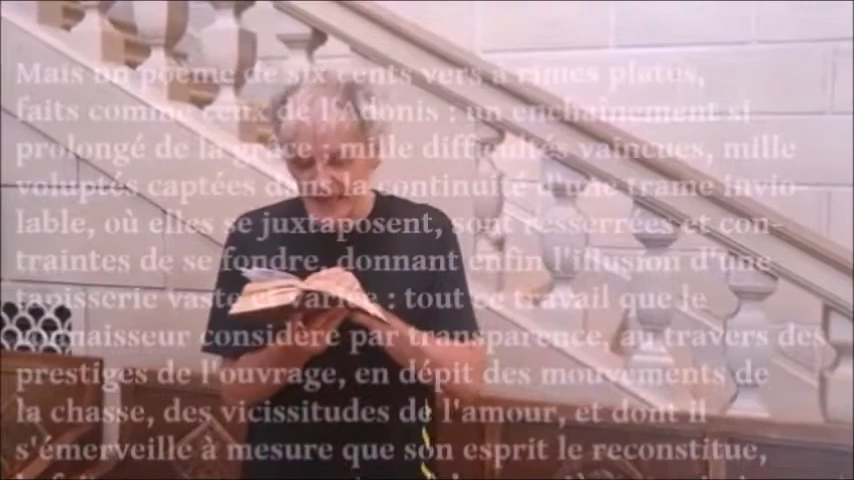 Mais un poème de six cents vers à rimes plates,
faits comme ceux de l'Adonis : un enchaînement si
prolongé de la grâce ; mille difficultés vaincues, mille
voluptés captées dans la continuité d'une trame invio-
lable, où elles se juxtaposent, sont resserrées et con-
traintes de se fondre, donnant enfin l'illusion d'une
tapisserie vaste et variée : tout ce travail que le
connaisseur considère par transparence, au travers des
prestiges de l'ouvrage, en dépit des mouvements de
la chasse, des vicissitudes de l'amour, et dont il
s'émerveille à mesure que son esprit le reconstitue,